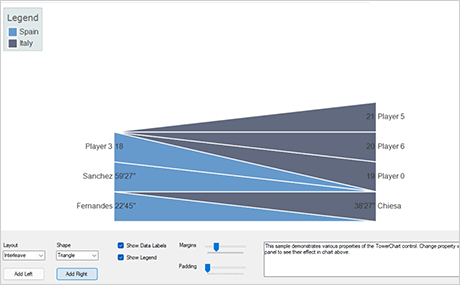 Legend
Spain
Italy
21 Player 5
Player 3 18
20 Player 6
Sanchez 59'27"
19 Player 0
Fernandes 22'45"
36'27" Chiesa
Layout
Shape
Interleave
Triangle
Show Data Labels
Show Legend
Margins
Padding
Add Left
Add Right
This sample demonstrates various properties of the TowerChart control. Change property v
panel to see their effect in chart above.